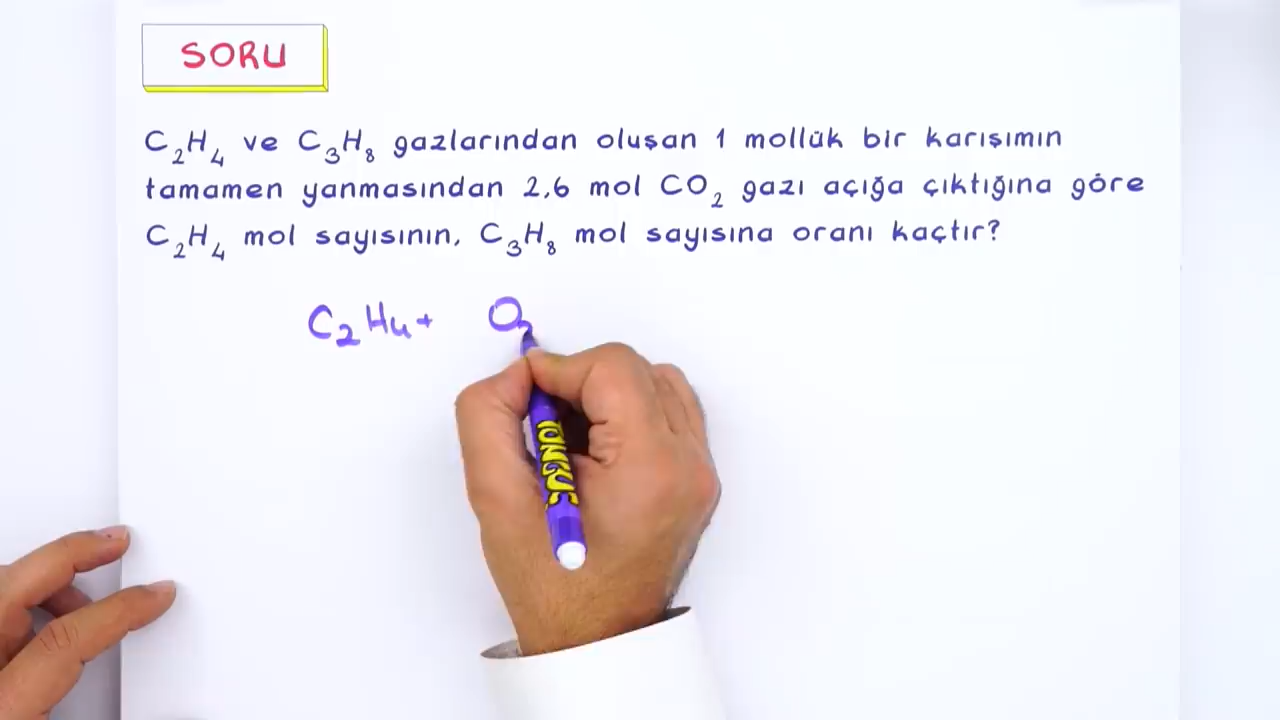 SORU
C₂H₄ ve C₃H₈ gazlarından oluşan 1 mollük bir karışımın
tamamen yanmasından 2,6 mol CO₂ gazı açığa çıktığına göre
C₂H₄ mol sayısının, C₃H₈ mol sayısına oranı kaçtır?
C₂H₄ + O₂